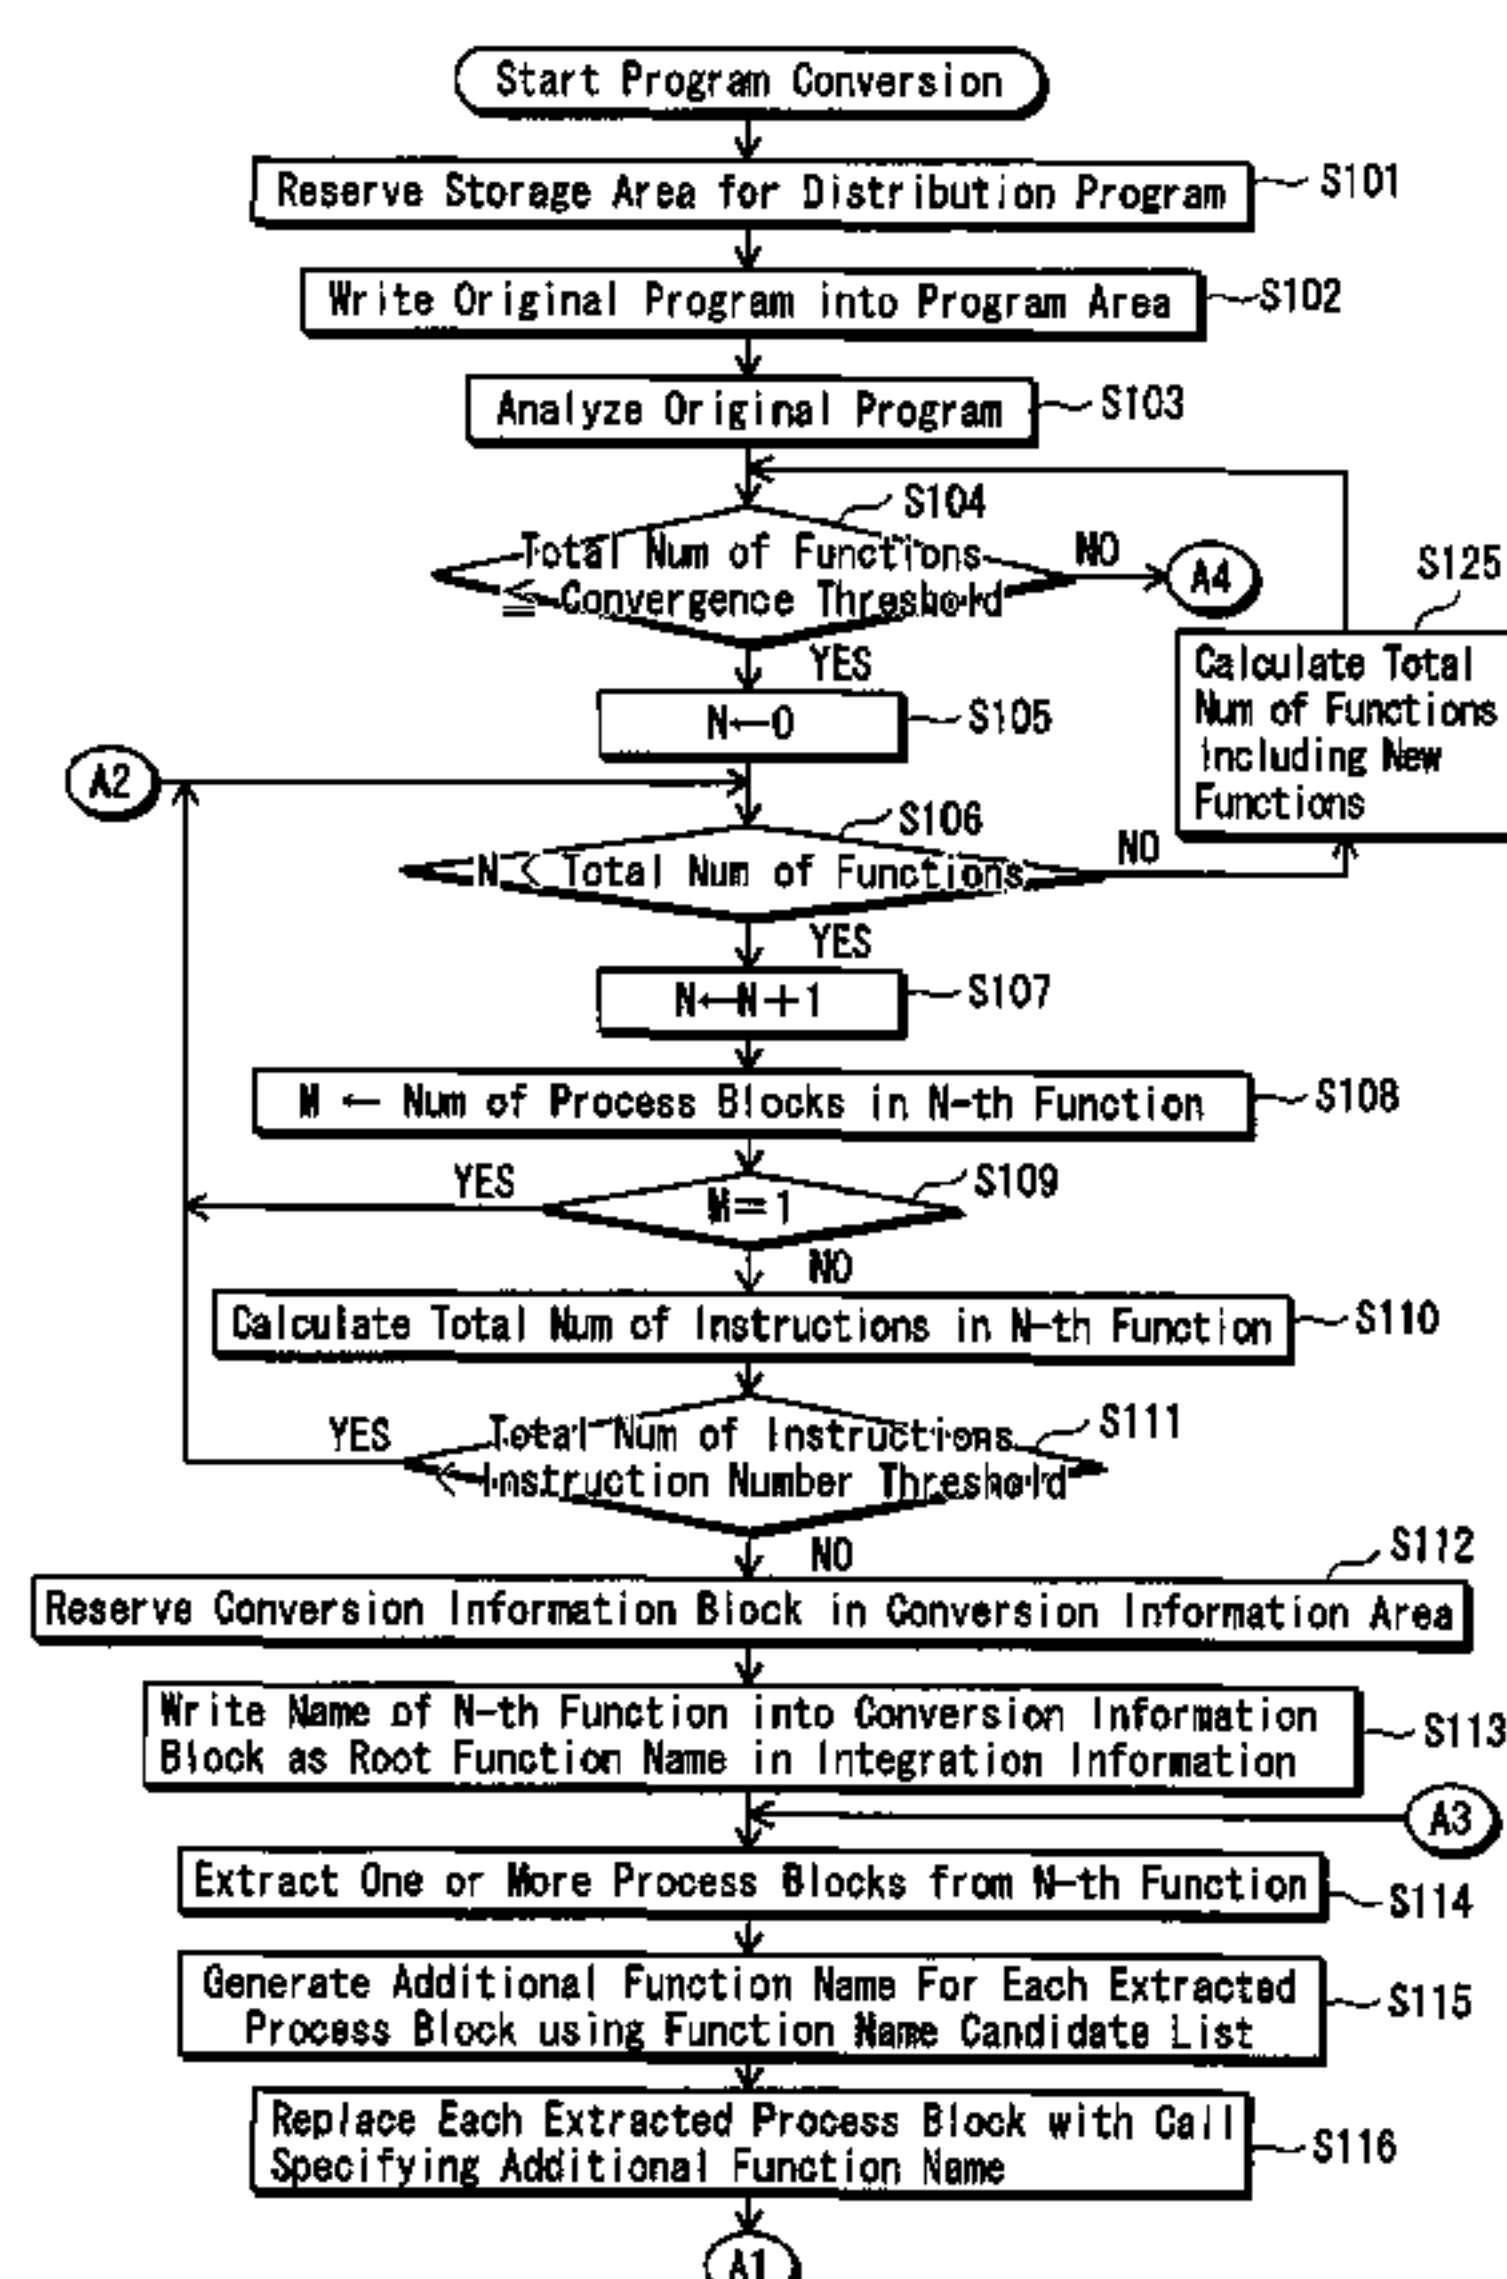 Start Program Conversion
Reserve Storage Area for Distribution Program
S101
Write Original Program into Program Area
S102
Analyze Original Program
S103
S104
Total Num of Functions
≦ Convergence Threshold
NO
A4
YES
S125
Calculate Total
Num of Functions
Including New
Functions
N←0
S105
A2
S106
N < Total Num of Functions
NO
YES
N←N+1
S107
M ← Num of Process Blocks in N-th Function
S108
YES
S109
M=1
NO
Calculate Total Num of Instructions in N-th Function
S110
YES
S111
Total Num of Instructions
< Instruction Number Threshold
NO
S112
Reserve Conversion Information Block in Conversion Information Area
Write Name of N-th Function into Conversion Information
Block as Root Function Name in Integration Information
S113
A3
Extract One or More Process Blocks from N-th Function
S114
Generate Additional Function Name For Each Extracted
Process Block using Function Name Candidate List
S115
Replace Each Extracted Process Block with Call
Specifying Additional Function Name
S116
A1